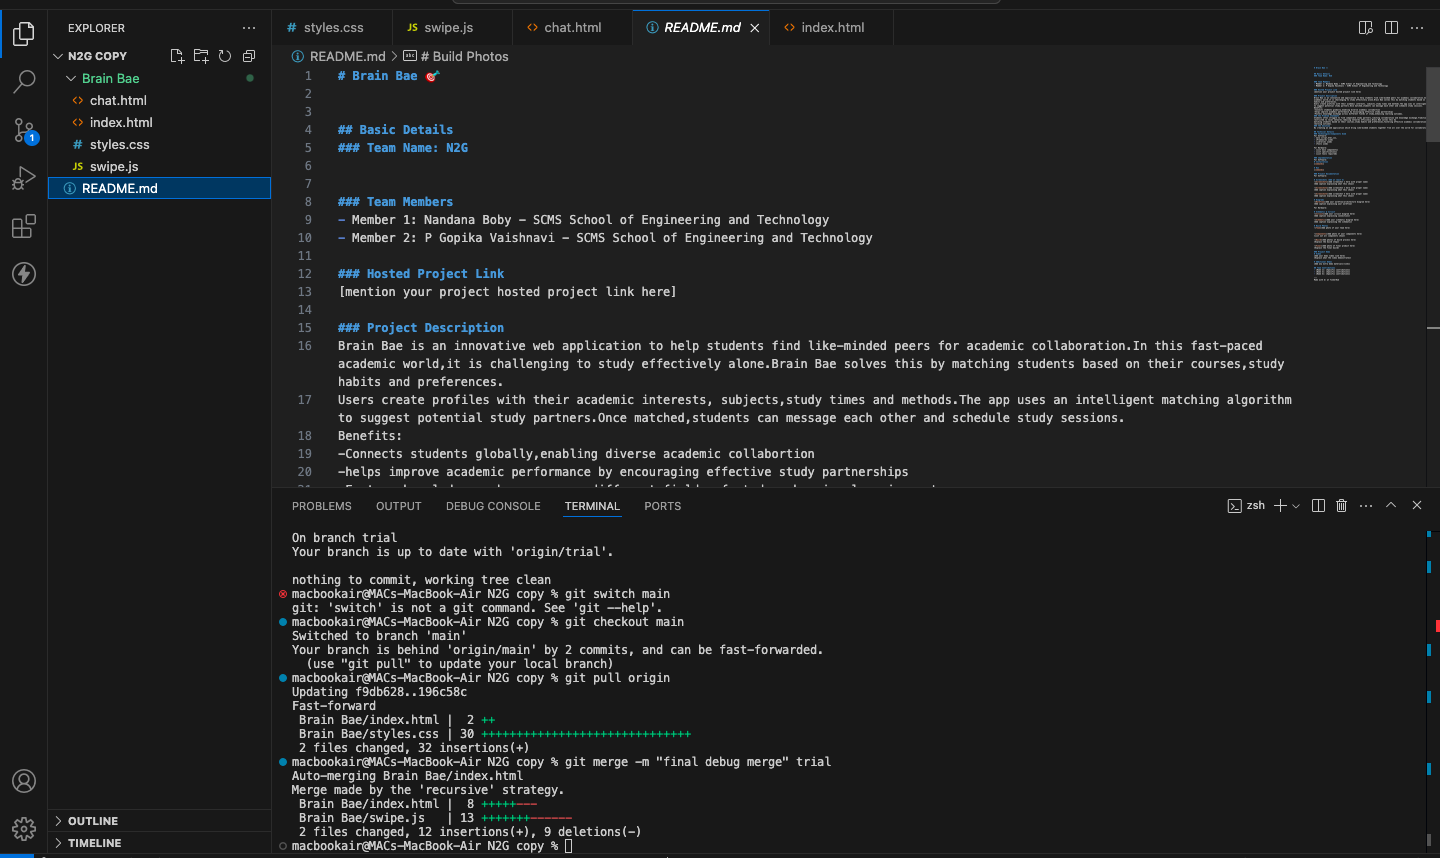 EXPLORER
N2G COPY
Brain Bae
chat.html
index.html
styles.css
swipe.js
README.md
OUTLINE
TIMELINE
1
styles.css
swipe.js
chat.html
README.md
index.html
README.md > # Build Photos
1 # Brain Bae 🎯
2
3
4 ## Basic Details
5 ### Team Name: N2G
6
7
8 ### Team Members
9 - Member 1: Nandana Boby - SCMS School of Engineering and Technology
10 - Member 2: P Gopika Vaishnavi - SCMS School of Engineering and Technology
11
12 ### Hosted Project Link
13 [mention your project hosted project link here]
14
15 ### Project Description
16 Brain Bae is an innovative web application to help students find like-minded peers for academic collaboration.In this fast-paced
academic world,it is challenging to study effectively alone.Brain Bae solves this by matching students based on their courses,study
habits and preferences.
17 Users create profiles with their academic interests, subjects,study times and methods.The app uses an intelligent matching algorithm
to suggest potential study partners.Once matched,students can message each other and schedule study sessions.
18 Benefits:
19 -Connects students globally,enabling diverse academic collabortion
20 -helps improve academic performance by encouraging effective study partnerships
PROBLEMS OUTPUT DEBUG CONSOLE TERMINAL PORTS
zsh
On branch trial
Your branch is up to date with 'origin/trial'.
nothing to commit, working tree clean
macbookair@MACs-MacBook-Air N2G copy % git switch main
git: 'switch' is not a git command. See 'git --help'.
macbookair@MACs-MacBook-Air N2G copy % git checkout main
Switched to branch 'main'
Your branch is behind 'origin/main' by 2 commits, and can be fast-forwarded.
(use "git pull" to update your local branch)
macbookair@MACs-MacBook-Air N2G copy % git pull origin
Updating f9db628..196c58c
Fast-forward
Brain Bae/index.html | 2 ++
Brain Bae/styles.css | 30 ++++++++++++++++++++++++++++++
2 files changed, 32 insertions(+)
macbookair@MACs-MacBook-Air N2G copy % git merge -m "final debug merge" trial
Auto-merging Brain Bae/index.html
Merge made by the 'recursive' strategy.
Brain Bae/index.html | 8 +++++---
Brain Bae/swipe.js | 13 +++++++------
2 files changed, 12 insertions(+), 9 deletions(-)
macbookair@MACs-MacBook-Air N2G copy %